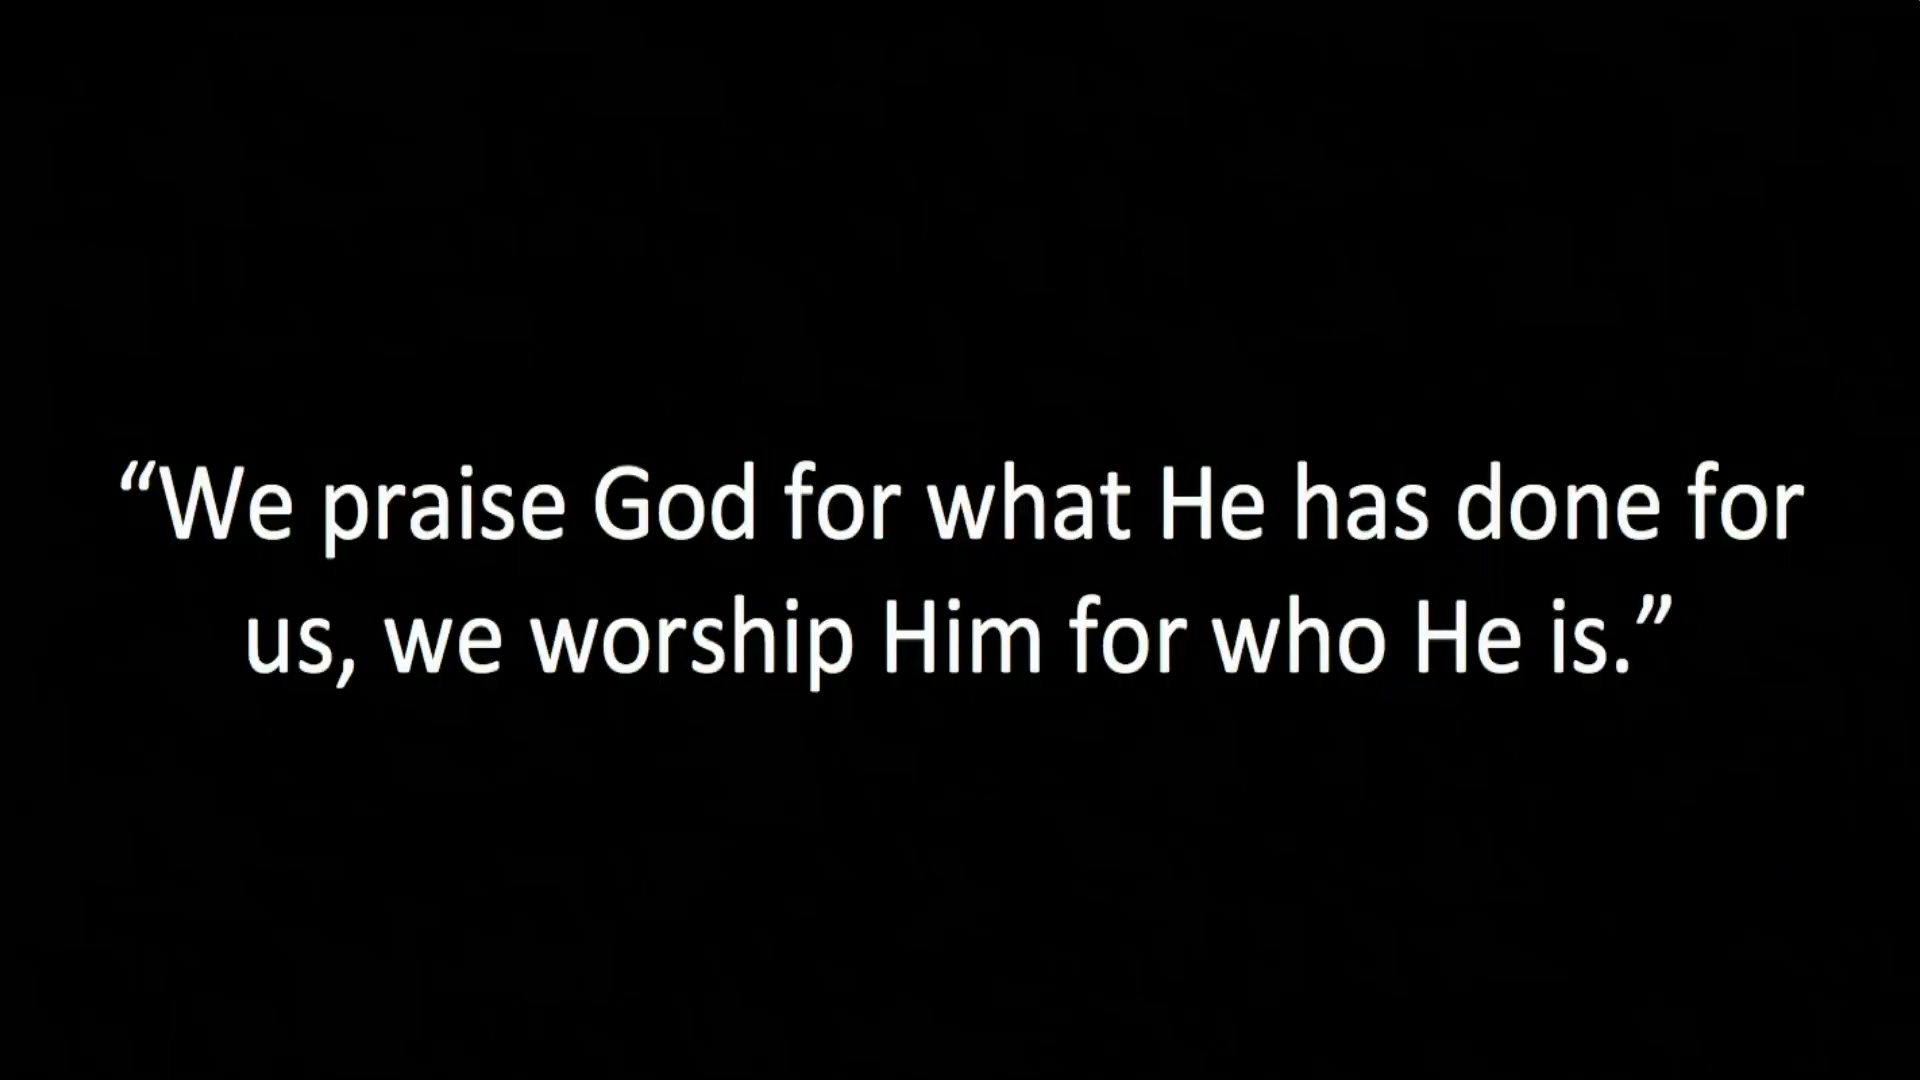 “We praise God for what He has done for
us, we worship Him for who He is.”